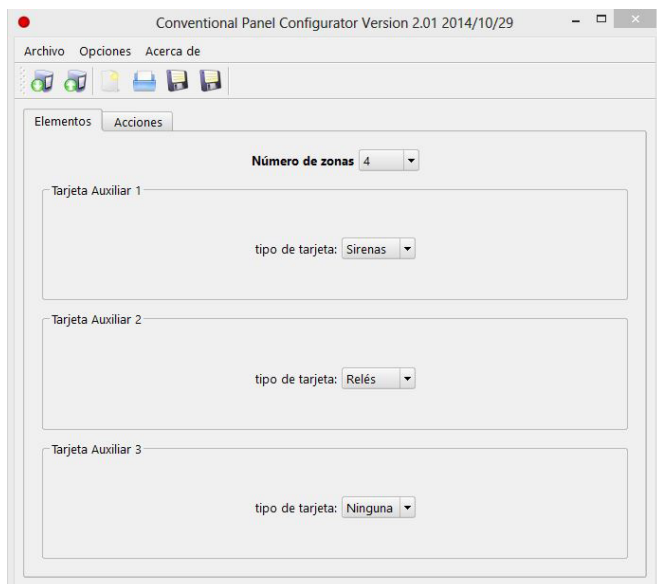 Conventional Panel Configurator Version 2.01 2014/10/29
Archivo Opciones Acerca de
Elementos Acciones
Número de zonas 4
Tarjeta Auxiliar 1
tipo de tarjeta: Sirenas
Tarjeta Auxiliar 2
tipo de tarjeta: Relés
Tarjeta Auxiliar 3
tipo de tarjeta: Ninguna